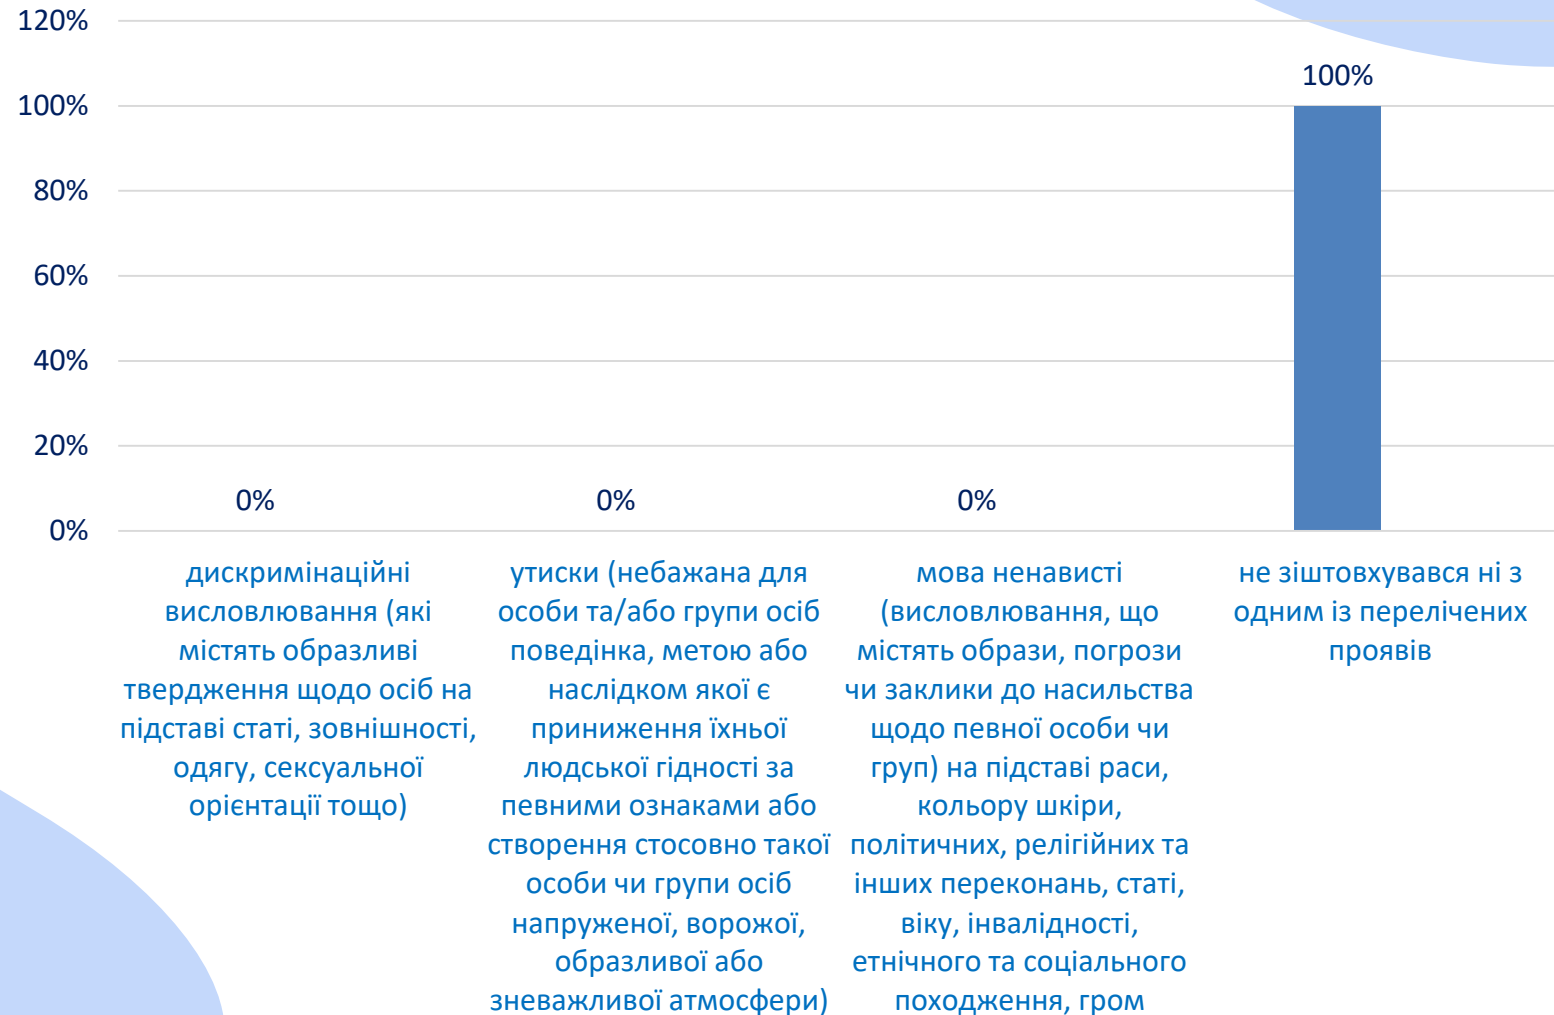 120%
100%
80%
60%
40%
20%
0%
100%
0%
0%
0%
дискримінаційні
висловлювання (які
містять образливі
твердження щодо осіб на
підставі статі, зовнішності,
одягу, сексуальної
орієнтації тощо)
утиски (небажана для
особи та/або групи осіб
поведінка, метою або
наслідком якої є
приниження їхньої
людської гідності за
певними ознаками або
створення стосовно такої
особи чи групи осіб
напруженої, ворожої,
образливої або
зневажливої атмосфери)
мова ненависті
(висловлювання, що
містять образи, погрози
чи заклики до насильства
щодо певної особи чи
груп) на підставі раси,
кольору шкіри,
політичних, релігійних та
інших переконань, статі,
віку, інвалідності,
етнічного та соціального
походження, гром
не зіштовхувався ні з
одним із перелічених
проявів